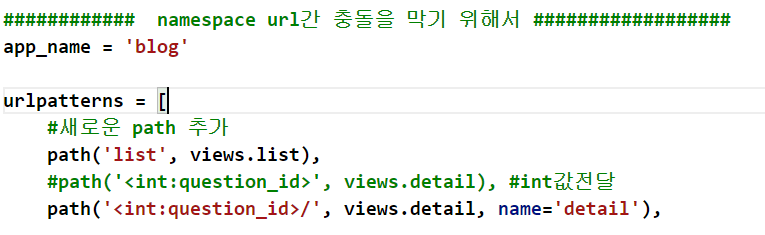 ############  namespace url간 충돌을 막기 위해서 ##################
app_name = 'blog'
urlpatterns = [
#새로운 path 추가
path('list', views.list),
#path('<int:question_id>', views.detail), #int값전달
path('<int:question_id>/', views.detail, name='detail'),